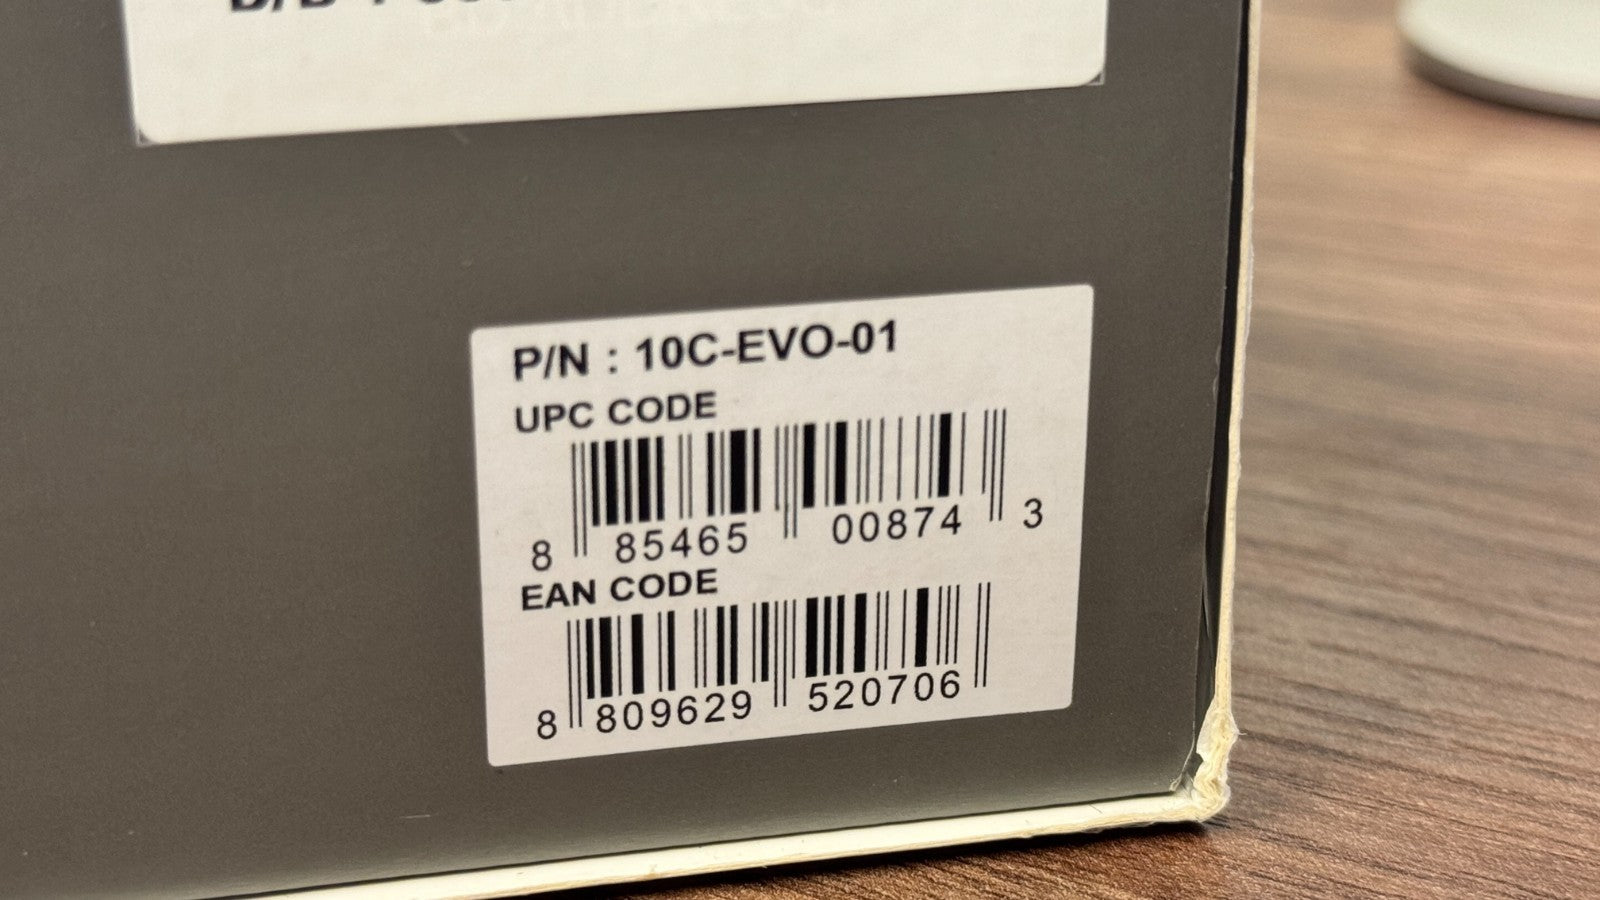 P/N : 10C-EVO-01
UPC CODE
8 85465 00874 3
EAN CODE
8 809629 520706